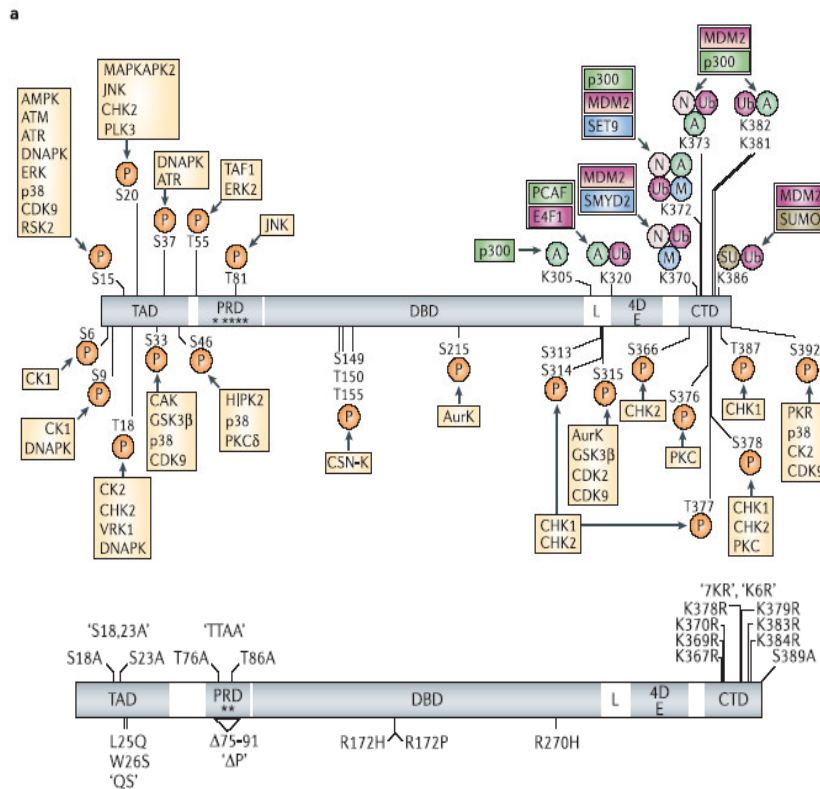 a
MAPKAPK2
JNK
CHK2
PLK3
AMPK
ATM
ATR
DNAPK
ERK
p38
CDK9
RSK2
DNAPK
ATR
TAF1
ERK2
JNK
P
S20
P
S37
P
T55
P
T81
P
S15
MDM2
p300
p300
MDM2
SET9
N Ub
A
K373
Ub A
K382
K381
PCAF
E4F1
MDM2
SMYD2
N A
Ub M
K372
MDM2
SUMO
p300
A
K305
A Ub
K320
N Ub
M
K370
SU Ub
K386
TAD
PRD
* ****
DBD
L
4D
E
CTD
S6
P
CK1
S9
P
CK1
DNAPK
T18
P
CK2
CHK2
VRK1
DNAPK
S33
P
CAK
GSK3β
p38
CDK9
S46
P
HIPK2
p38
PKCδ
S149
T150
T155
P
CSN-K
S215
P
AurK
S313
S314
P
CHK1
CHK2
S315
P
AurK
GSK3β
CDK2
CDK9
S366
P
CHK2
S376
P
PKC
T377
P
T387
P
CHK1
S378
P
CHK1
CHK2
PKC
S392
P
PKR
p38
CK2
CDK9
'S18,23A'
S18A S23A
'TTAA'
T76A T86A
'7KR', 'K6R'
K378R K379R
K370R K383R
K369R K384R
K367R S389A
TAD
PRD
**
DBD
L
4D
E
CTD
L25Q
W26S
'QS'
Δ75-91
'ΔP'
R172H R172P
R270H